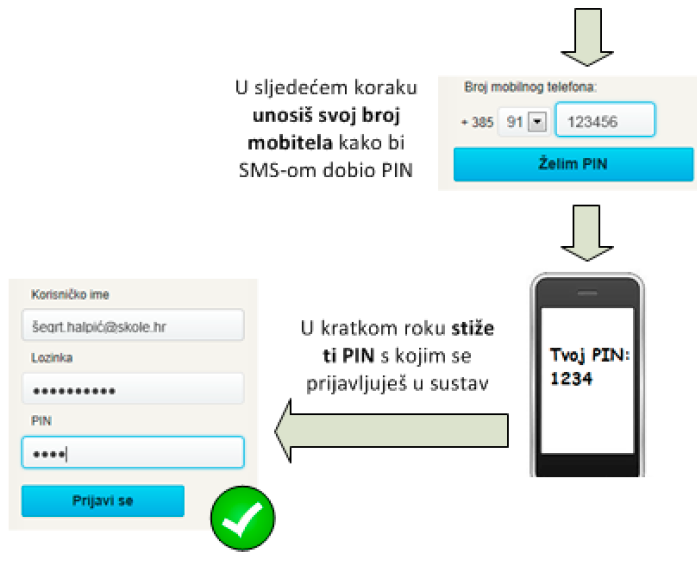 U sljedećem koraku
unosiš svoj broj
mobitela kako bi
SMS-om dobio PIN
Broj mobilnog telefona:
+ 385 91 123456
Želim PIN
Tvoj PIN:
1234
U kratkom roku stiže
ti PIN s kojim se
prijavljuješ u sustav
Korisničko ime
šegrt.halpić@skole.hr
Lozinka
••••••••••
PIN
••••
Prijavi se